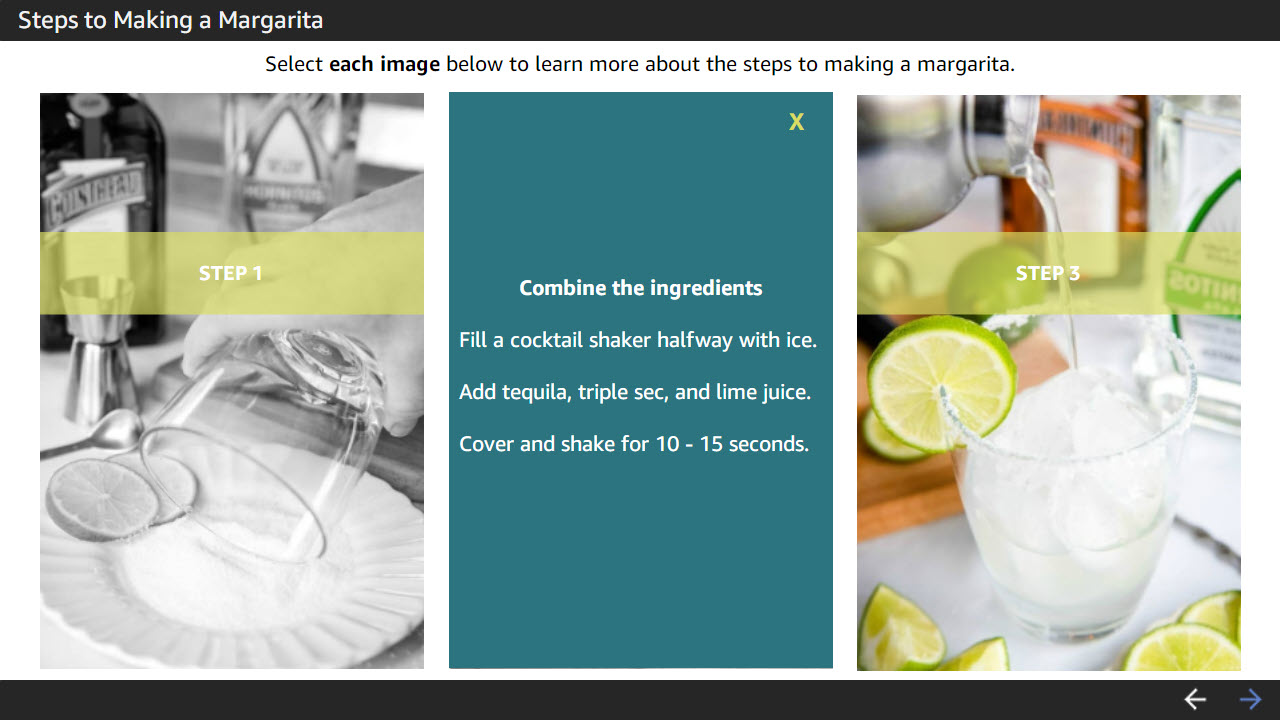 Steps to Making a Margarita
Select each image below to learn more about the steps to making a margarita.
COINTREAU
HORNITOS
STEP 1
X
Combine the ingredients
Fill a cocktail shaker halfway with ice.
Add tequila, triple sec, and lime juice.
Cover and shake for 10 - 15 seconds.
STEP 3